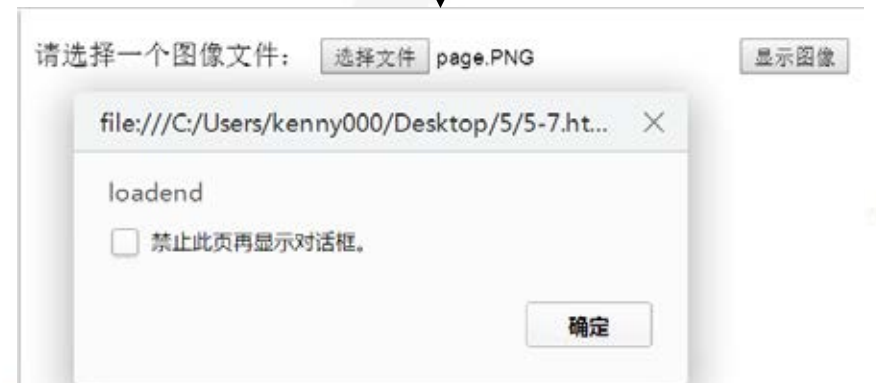 请选择一个图像文件： 选择文件 page.PNG 显示图像
file:///C:/Users/kenny000/Desktop/5/5-7.ht...
loadend
禁止此页再显示对话框。
确定